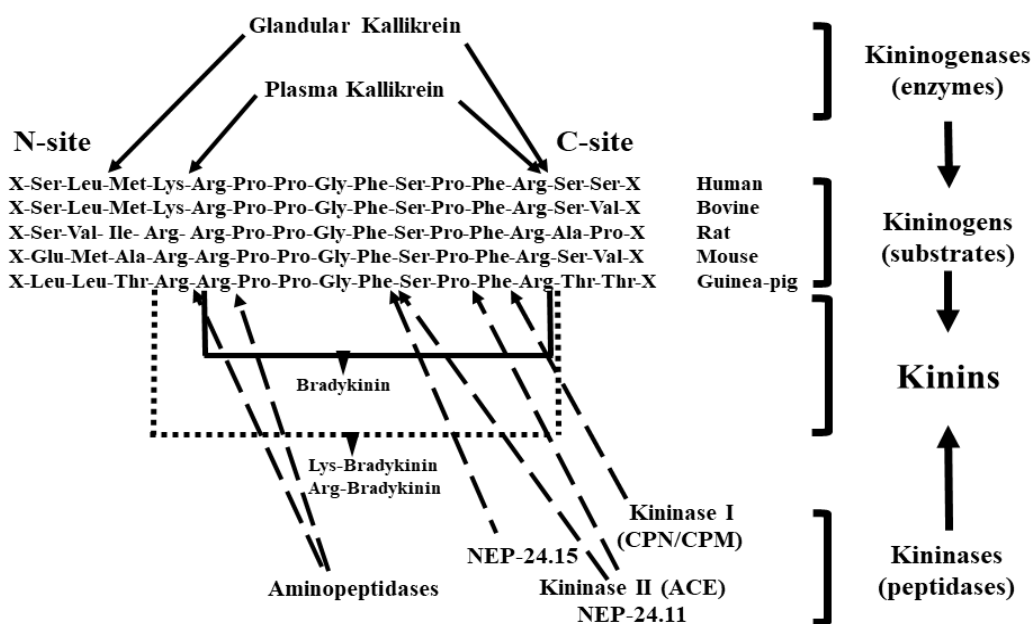 Glandular Kallikrein
Kininogenases
(enzymes)
Plasma Kallikrein
N-site
C-site
X-Ser-Leu-Met-Lys-Arg-Pro-Pro-Gly-Phe-Ser-Pro-Phe-Arg-Ser-Ser-X Human
X-Ser-Leu-Met-Lys-Arg-Pro-Pro-Gly-Phe-Ser-Pro-Phe-Arg-Ser-Val-X Bovine
X-Ser-Val- Ile- Arg- Arg-Pro-Pro-Gly-Phe-Ser-Pro-Phe-Arg-Ala-Pro-X Rat
X-Glu-Met-Ala-Arg-Arg-Pro-Pro-Gly-Phe-Ser-Pro-Phe-Arg-Ser-Val-X Mouse
X-Leu-Leu-Thr-Arg-Arg-Pro-Pro-Gly-Phe-Ser-Pro-Phe-Arg-Thr-Thr-X Guinea-pig
Kininogens
(substrates)
Bradykinin
Kinins
Lys-Bradykinin
Arg-Bradykinin
Kininase I
(CPN/CPM)
NEP-24.15
Aminopeptidases
Kininase II (ACE)
NEP-24.11
Kininases
(peptidases)